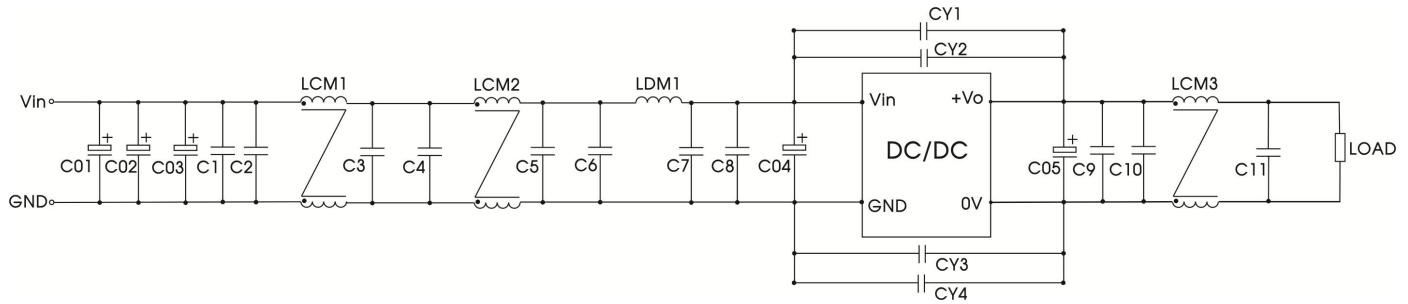 CY1
CY2
LCM1
LCM2
LDM1
LCM3
Vin
Vin
+Vo
DC/DC
+
+
+
+
+
C01
C02
C03
C1
C2
C3
C4
C5
C6
C7
C8
C04
C05
C9
C10
C11
LOAD
GND
GND
0V
CY3
CY4